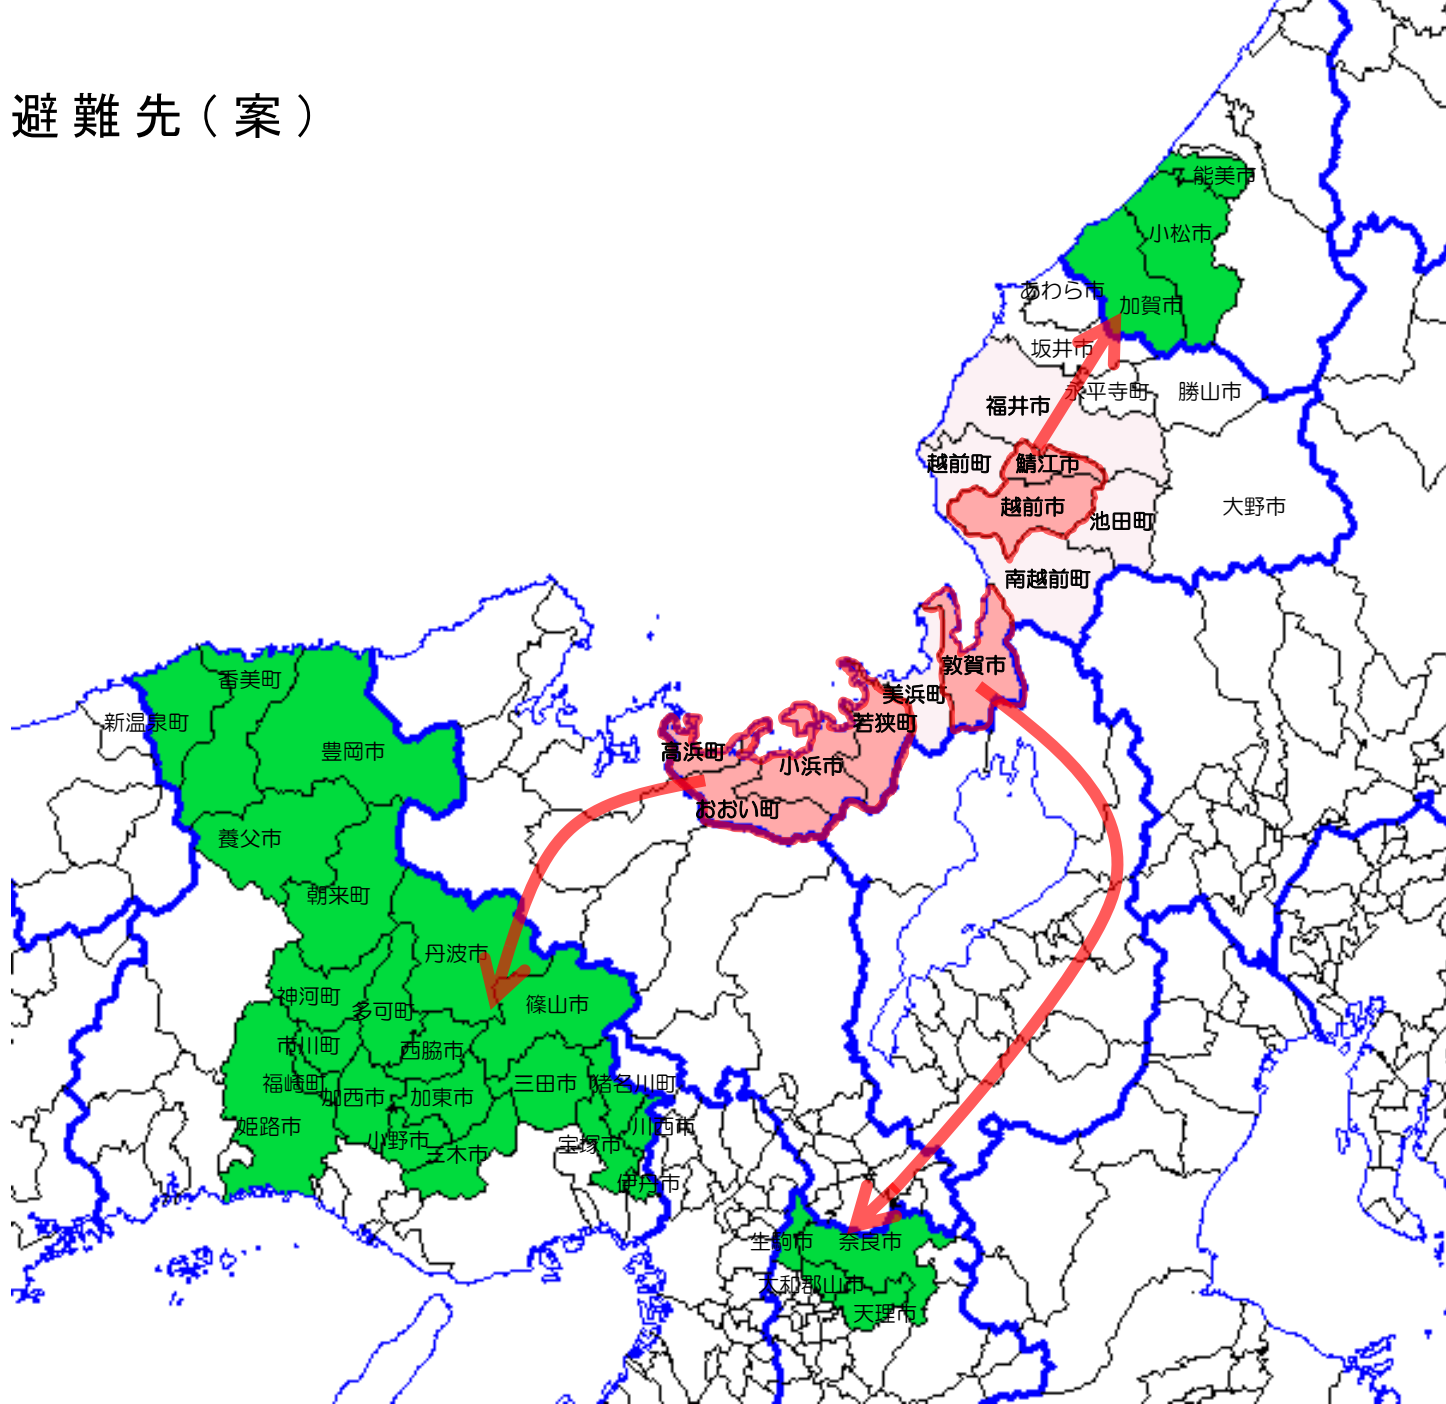 避難先(案)
能美市
小松市
あわら市
加賀市
坂井市
永平寺町
勝山市
福井市
越前町
鯖江市
越前市
池田町
大野市
南越前町
敦賀市
美浜町
若狭町
高浜町
小浜市
おおい町
香美町
新温泉町
豊岡市
養父市
朝来町
丹波市
神河町
多可町
篠山市
市川町
西脇市
福崎町
加西市
加東市
三田市
猪名川町
姫路市
小野市
三木市
宝塚市
川西市
伊丹市
生駒市
奈良市
大和郡山市
天理市